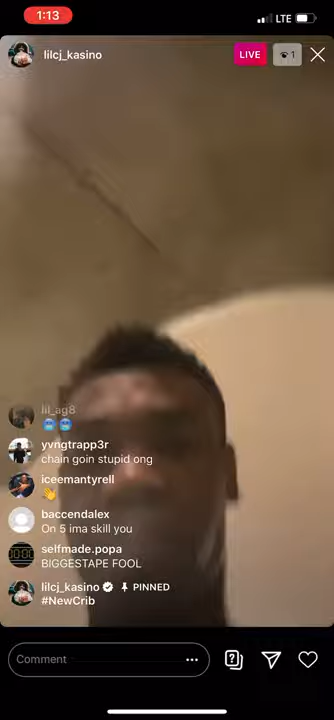 1:13
LTE
lilcj_kasino
LIVE
1
lil_ag8
yvngtrapp3r
chain goin stupid ong
iceemantyrell
baccendalex
On 5 ima skill you
selfmade.popa
BIGGESTAPE FOOL
lilcj_kasino PINNED
#NewCrib
Comment